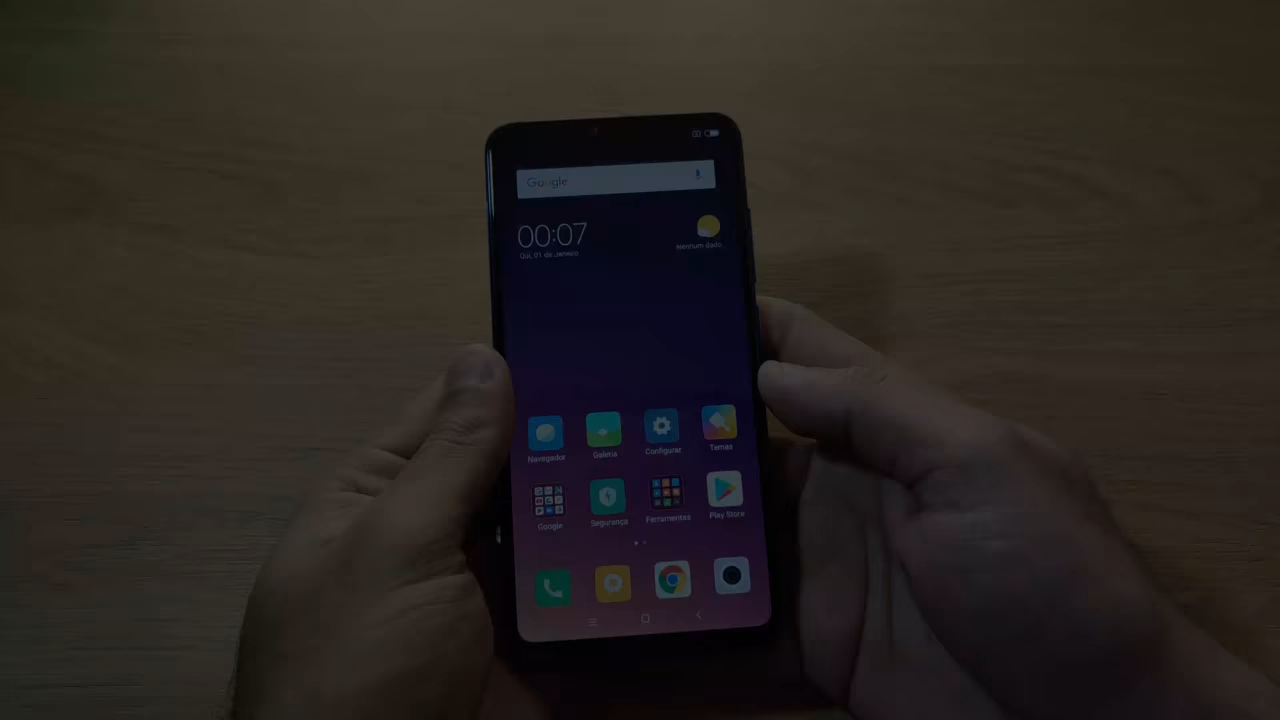 Google
00:07
Qui, 01 de Janeiro
Nenhum dado
Navegador
Galeria
Configurar
Temas
Google
Segurança
Ferramentas
Play Store